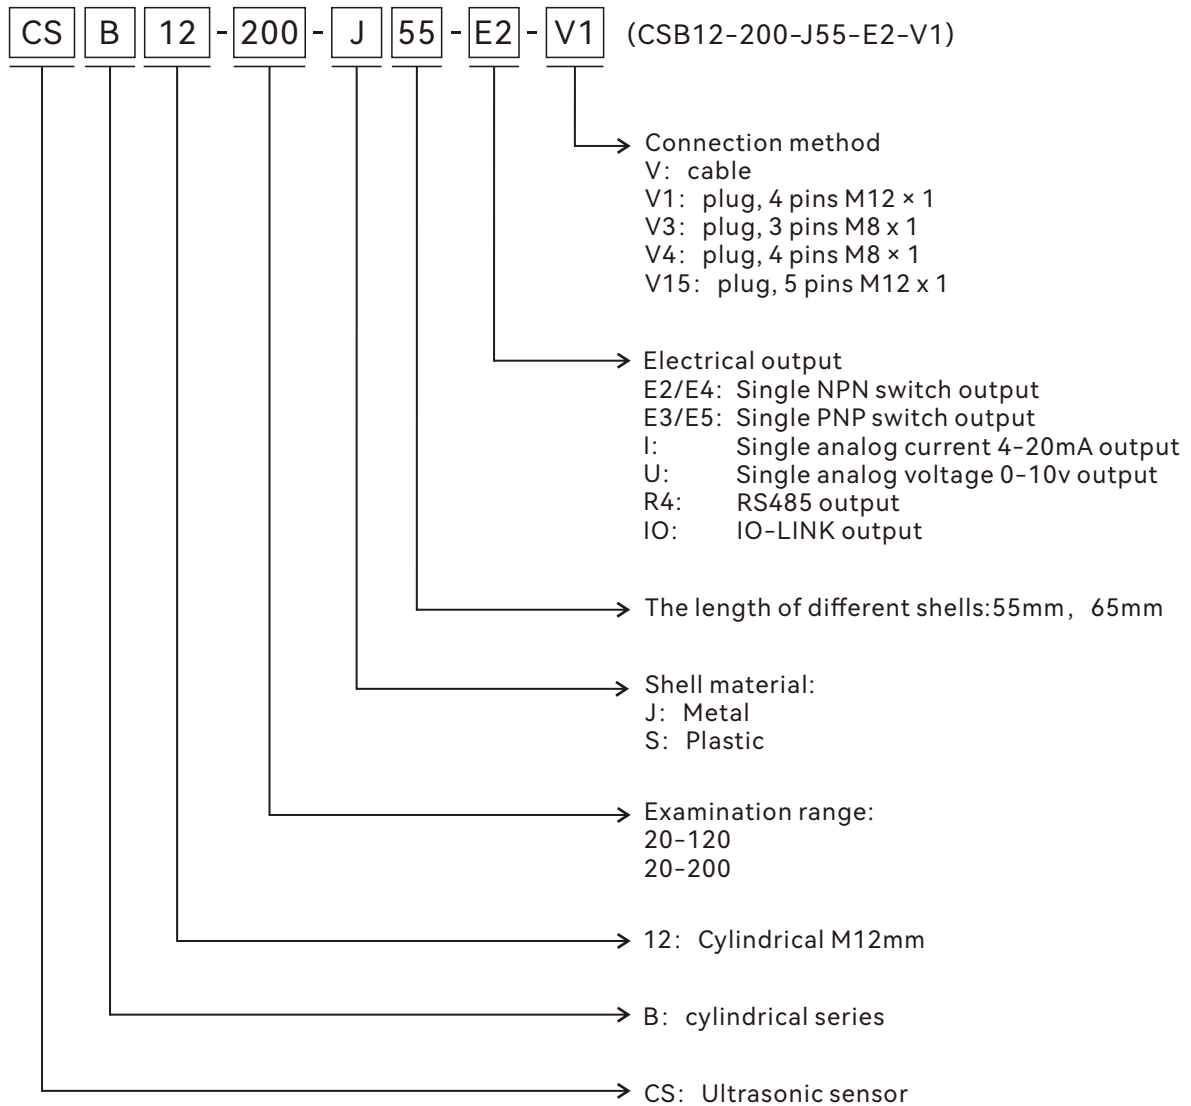 CS B 12 - 200 - J 55 - E2 - V1 (CSB12-200-J55-E2-V1)
Connection method
V: cable
V1: plug, 4 pins M12 × 1
V3: plug, 3 pins M8 x 1
V4: plug, 4 pins M8 × 1
V15: plug, 5 pins M12 x 1
Electrical output
E2/E4: Single NPN switch output
E3/E5: Single PNP switch output
I: Single analog current 4-20mA output
U: Single analog voltage 0-10v output
R4: RS485 output
IO: IO-LINK output
The length of different shells:55mm, 65mm
Shell material:
J: Metal
S: Plastic
Examination range:
20-120
20-200
12: Cylindrical M12mm
B: cylindrical series
CS: Ultrasonic sensor